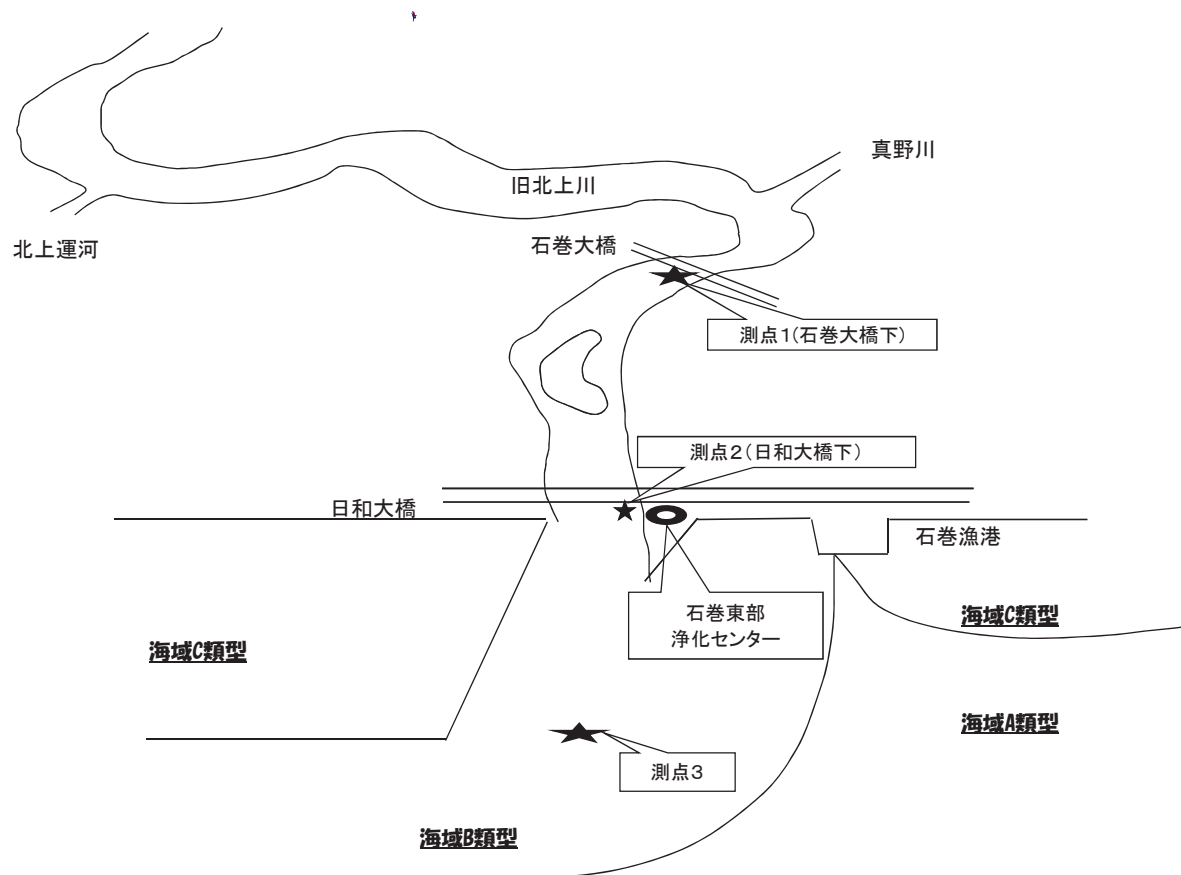 真野川
旧北上川
石巻大橋
北上運河
測点1(石巻大橋下)
測点2(日和大橋下)
日和大橋
石巻漁港
石巻東部
浄化センター
海域C類型
海域C類型
海域A類型
測点3
海域B類型